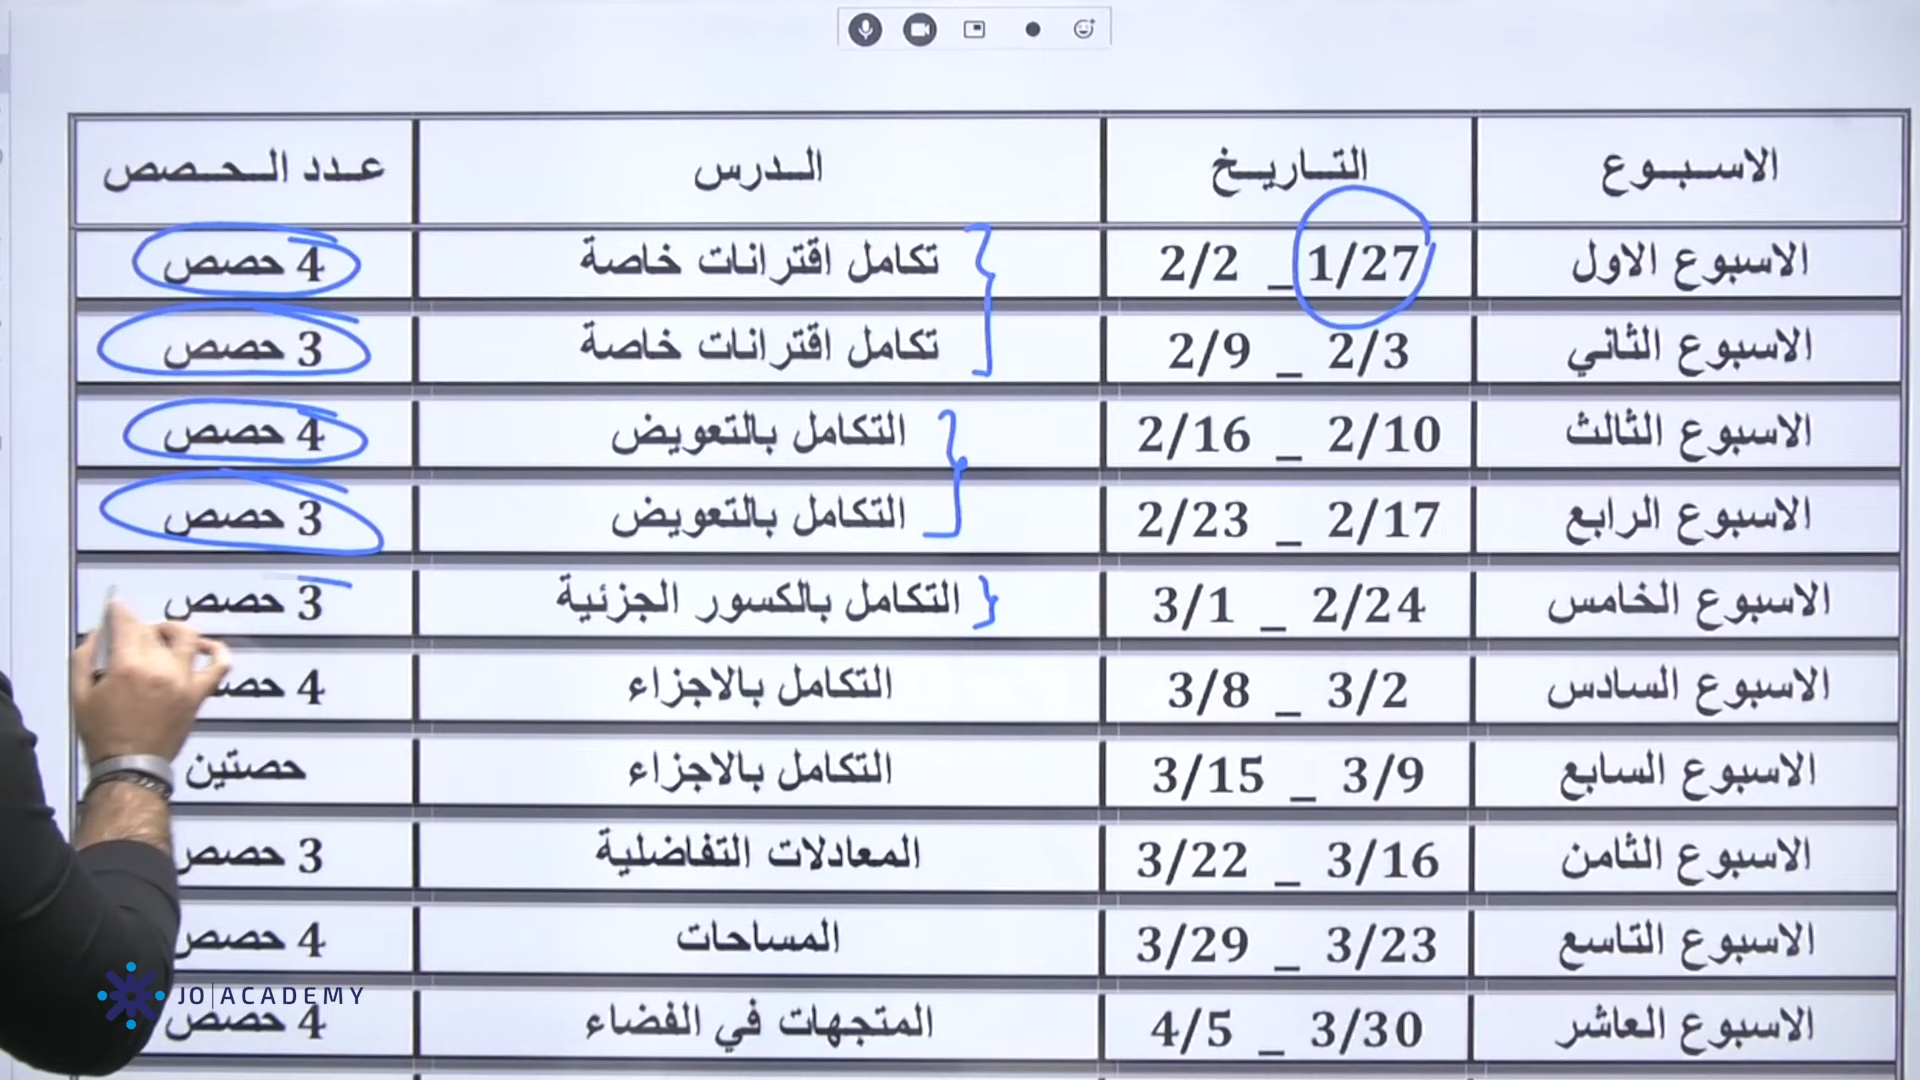 الاسبوع التاريخ الدرس عدد الحصص
الاسبوع الاول 1/27 _ 2/2 تكامل اقترانات خاصة 4 حصص
الاسبوع الثاني 2/3 _ 2/9 تكامل اقترانات خاصة 3 حصص
الاسبوع الثالث 2/10 _ 2/16 التكامل بالتعويض 4 حصص
الاسبوع الرابع 2/17 _ 2/23 التكامل بالتعويض 3 حصص
الاسبوع الخامس 2/24 _ 3/1 التكامل بالكسور الجزئية 3 حصص
الاسبوع السادس 3/2 _ 3/8 التكامل بالاجزاء 4 حصص
الاسبوع السابع 3/9 _ 3/15 التكامل بالاجزاء حصتين
الاسبوع الثامن 3/16 _ 3/22 المعادلات التفاضلية 3 حصص
الاسبوع التاسع 3/23 _ 3/29 المساحات 4 حصص
الاسبوع العاشر 3/30 _ 4/5 المتجهات في الفضاء 4 حصص
JO ACADEMY